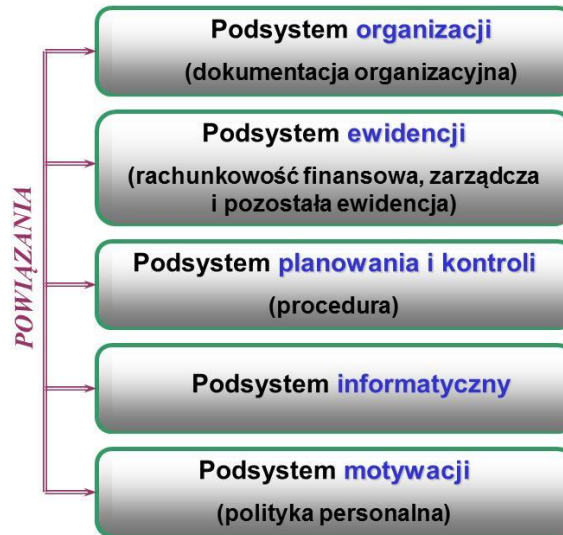 POWIĄZANIA
Podsystem organizacji
(dokumentacja organizacyjna)
Podsystem ewidencji
(rachunkowość finansowa, zarządcza
i pozostała ewidencja)
Podsystem planowania i kontroli
(procedura)
Podsystem informatyczny
Podsystem motywacji
(polityka personalna)